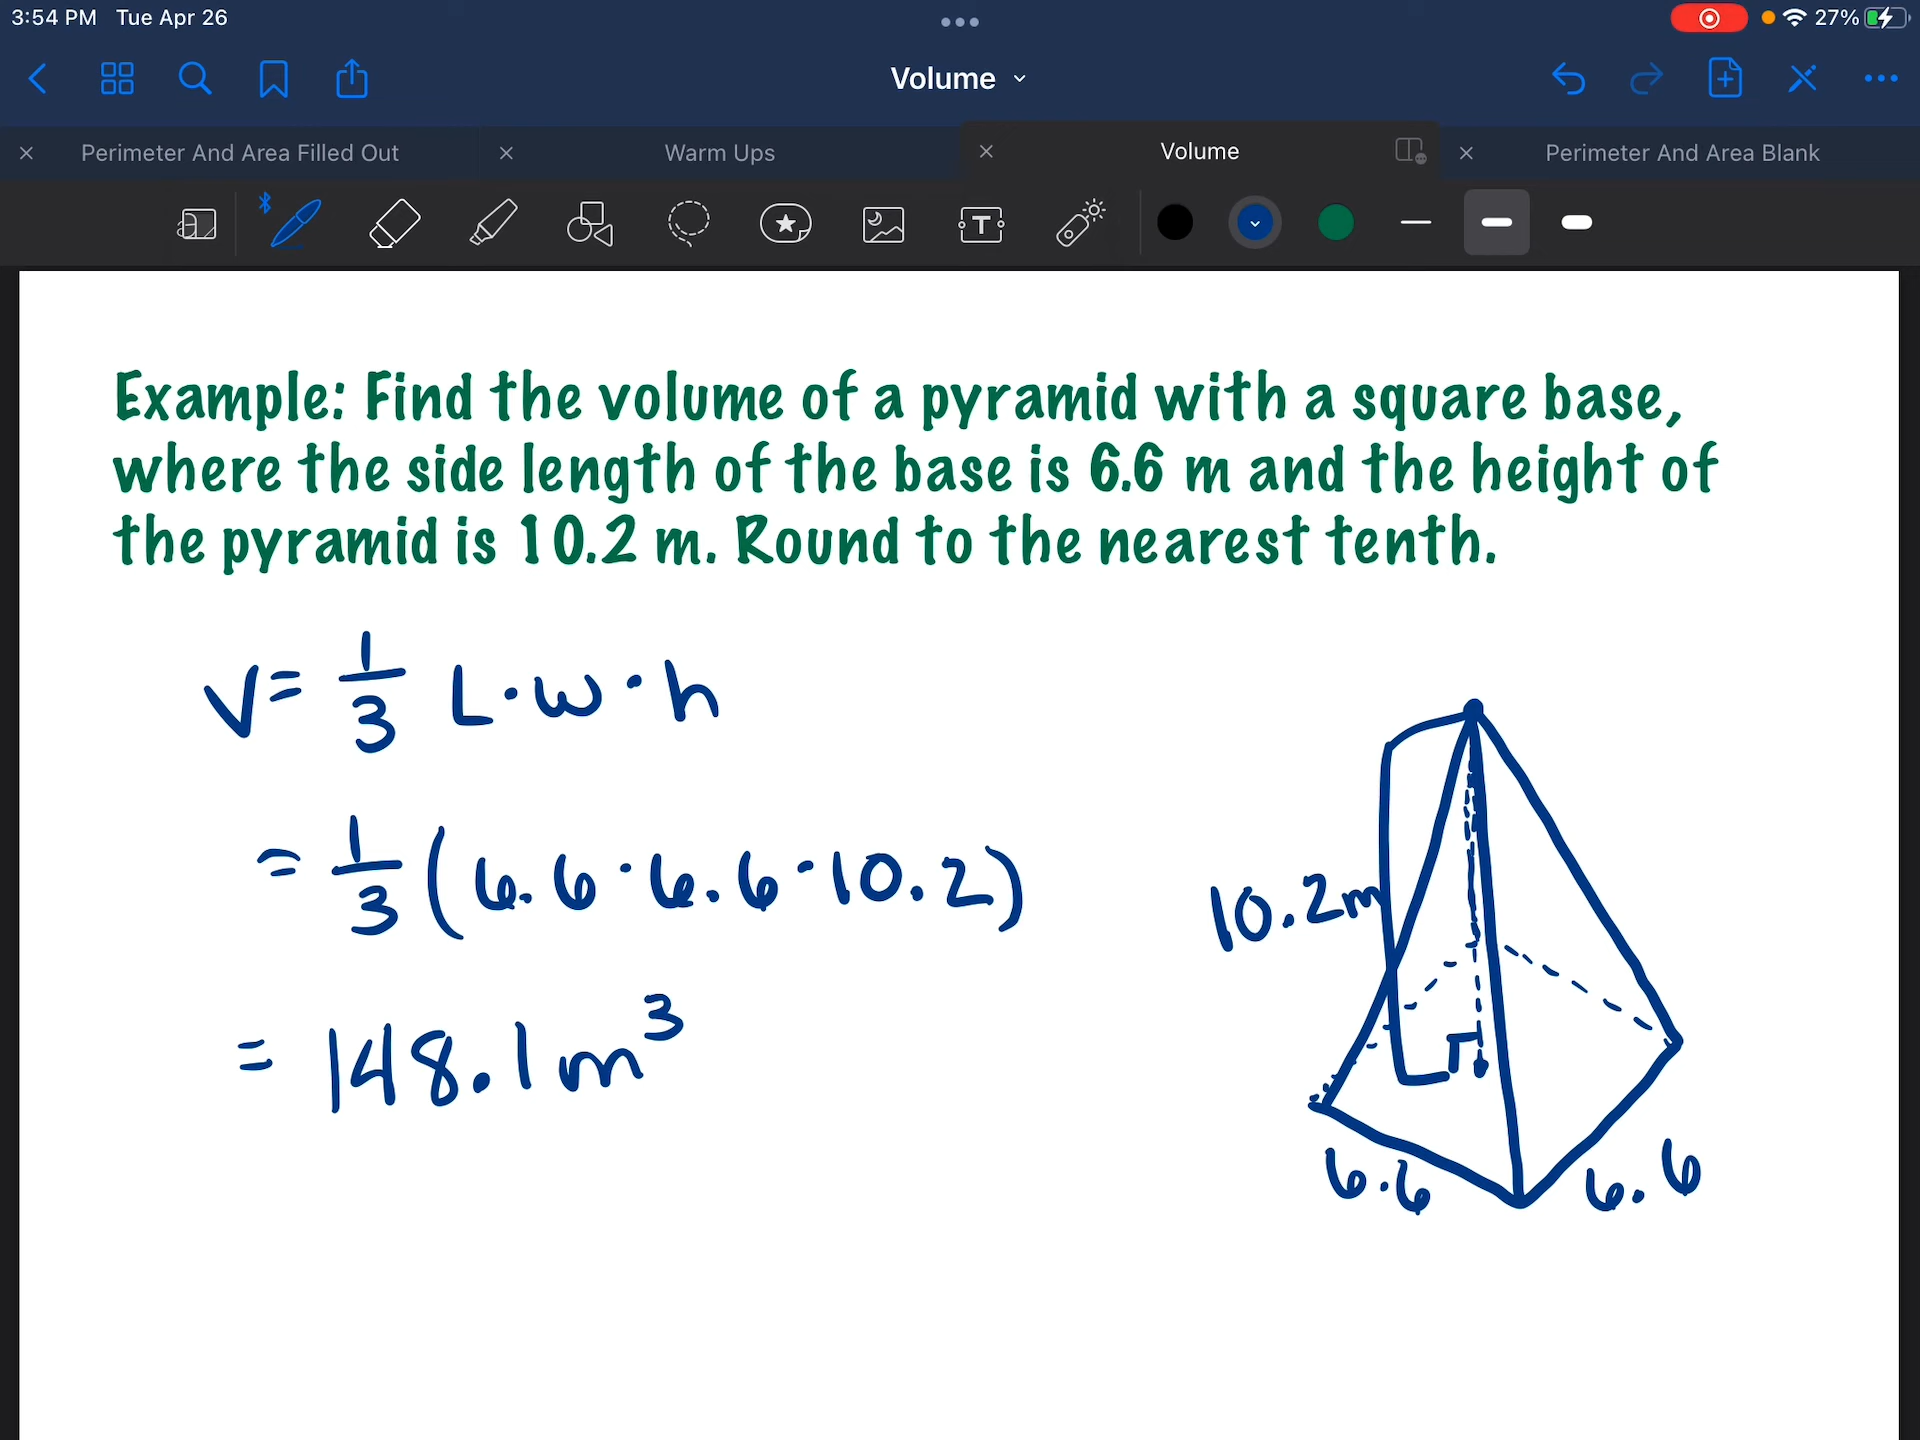 3:54 PM Tue Apr 26
27%
Volume
Perimeter And Area Filled Out
Warm Ups
Volume
Perimeter And Area Blank
T
Example: Find the volume of a pyramid with a square base,
where the side length of the base is 6.6 m and the height of
the pyramid is 10.2 m. Round to the nearest tenth.
V = 1/3 L · w · h
= 1/3 (6.6 · 6.6 · 10.2)
= 148.1 m³
10.2m
6.6
6.6